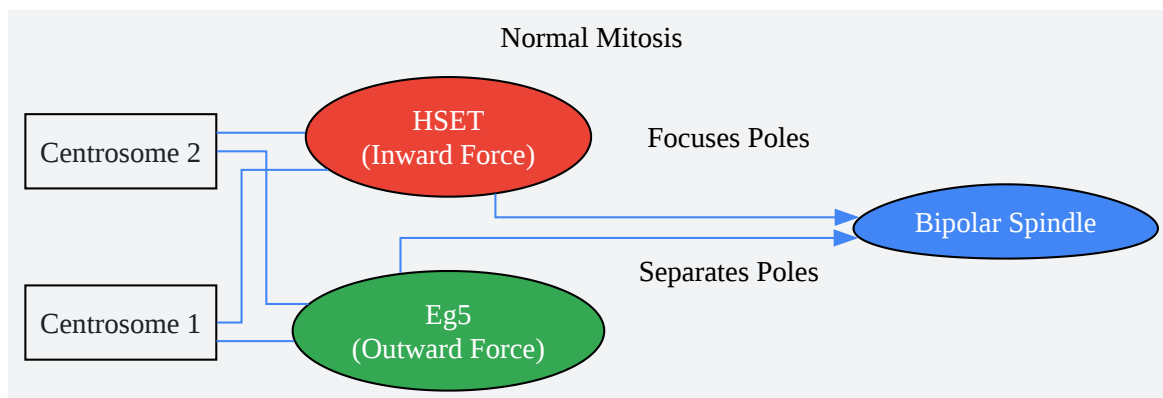 Normal Mitosis
HSET
(Inward Force)
Focuses Poles
Centrosome 2
Bipolar Spindle
Separates Poles
Centrosome 1
Eg5
(Outward Force)